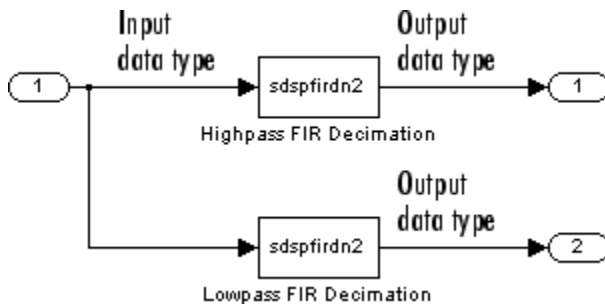 Input
data type
Output
data type
1
sdspfirdn2
1
Highpass FIR Decimation
Output
data type
sdspfirdn2
2
Lowpass FIR Decimation